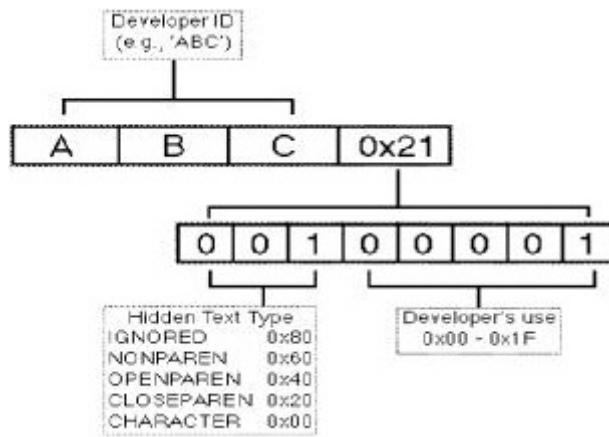 Developer ID
(e.g., 'ABC')
A B C 0x21
0 0 1 0 0 0 0 1
Hidden Text Type
IGNORED 0x80
NONPAREN 0x60
OPENPAREN 0x40
CLOSEPAREN 0x20
CHARACTER 0x00
Developer's use
0x00 - 0x1F